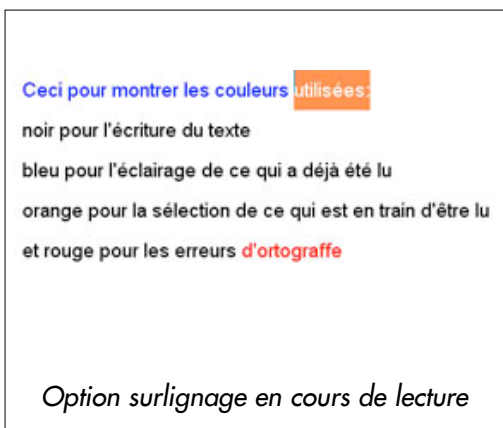 Ceci pour montrer les couleurs utilisées:
noir pour l'écriture du texte
bleu pour l'éclairage de ce qui a déjà été lu
orange pour la sélection de ce qui est en train d'être lu
et rouge pour les erreurs d'ortograffe
Option surlignage en cours de lecture